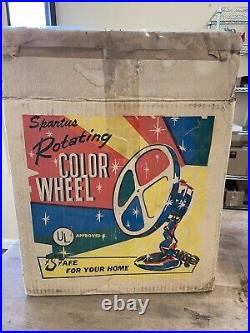 Spartus
Rotating
COLOR
WHEEL
UL APPROVED
SAFE
FOR YOUR HOME